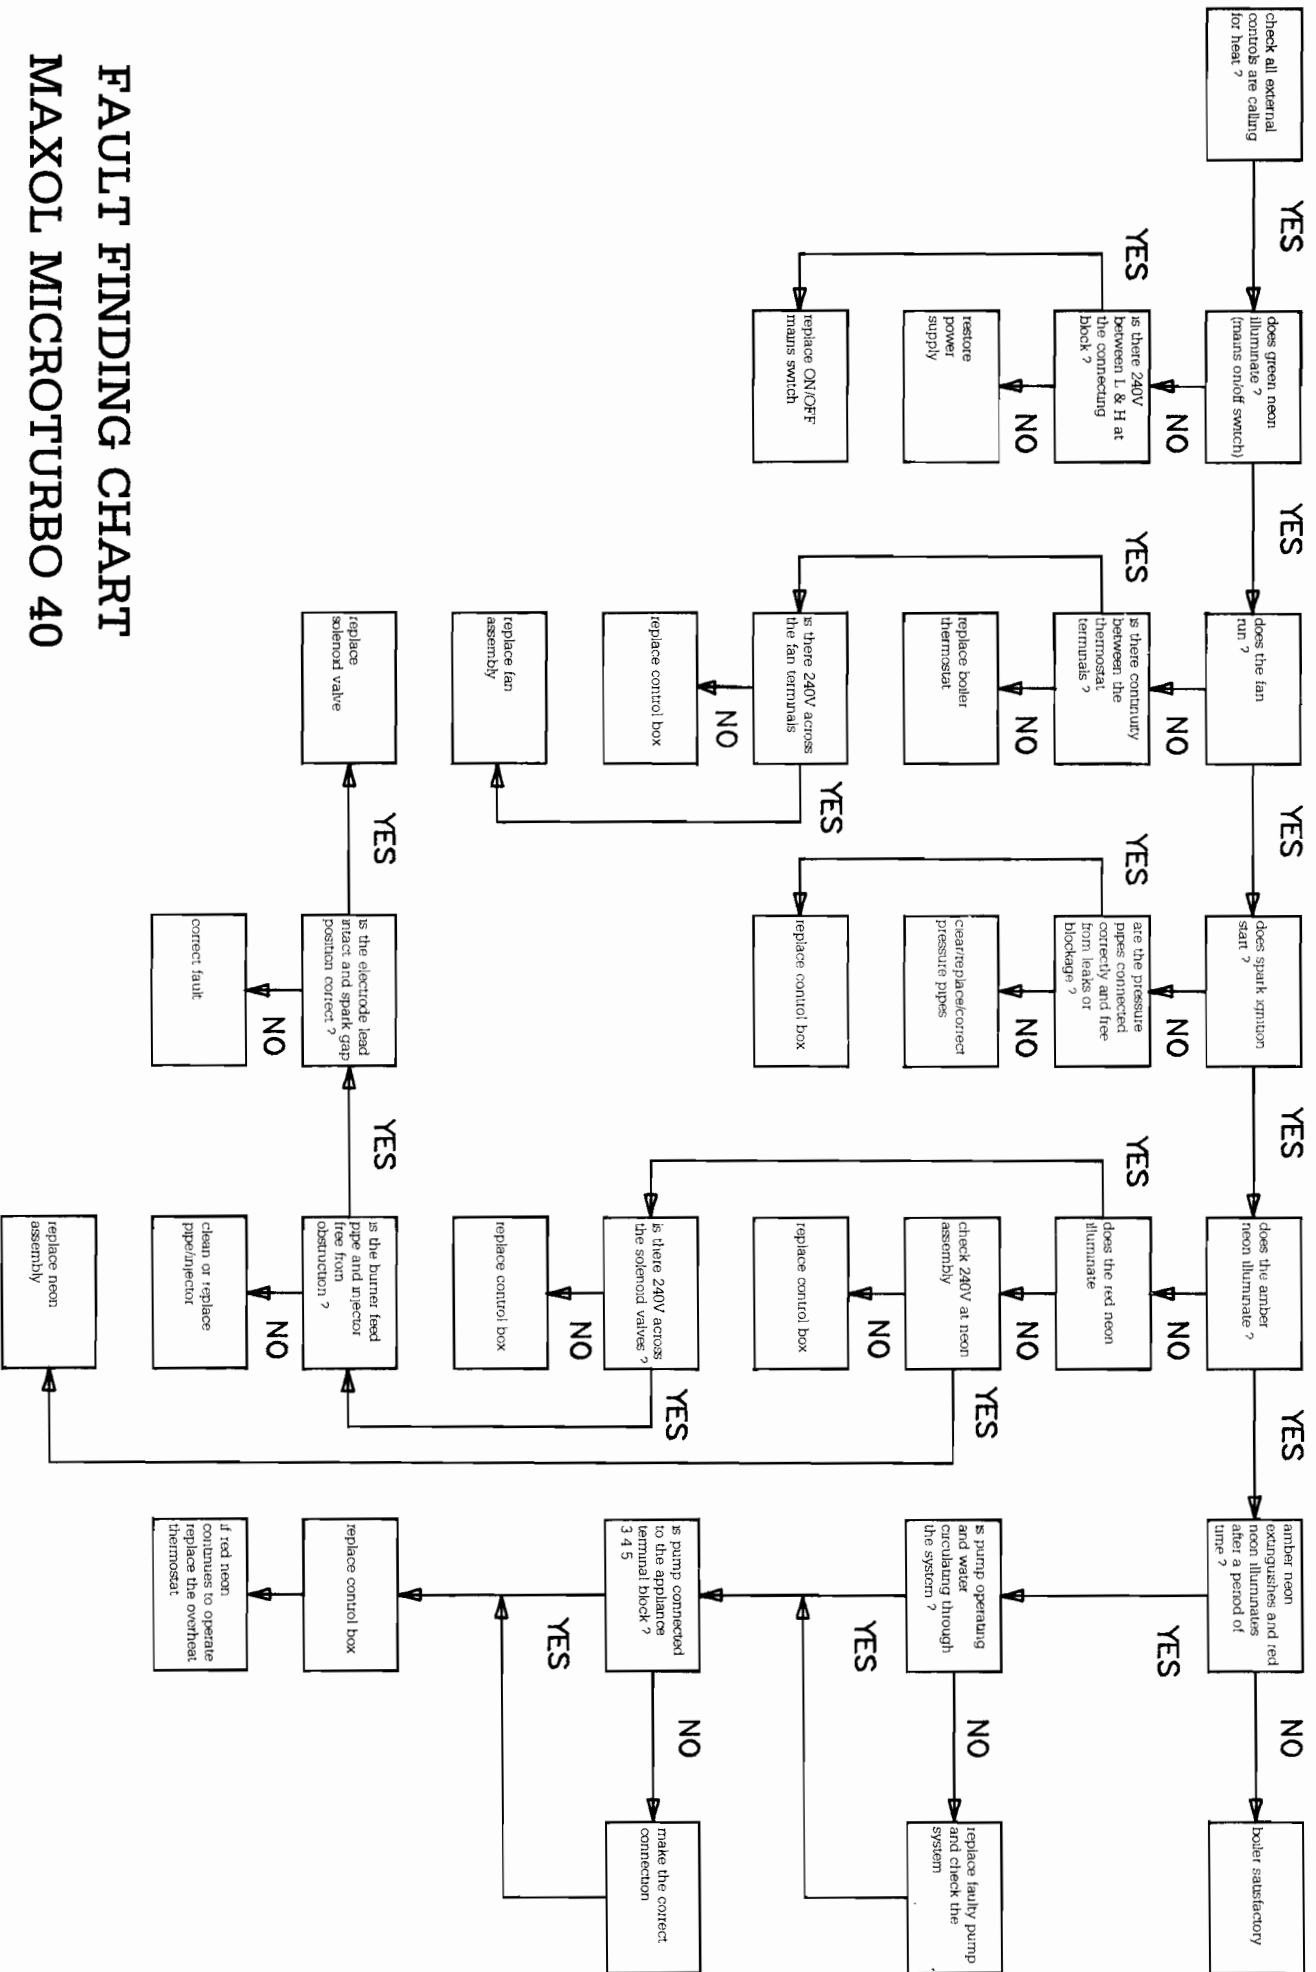 check all external
controls are calling
for heat ?
YES
does green neon
illuminate ?
(mains on/off switch)
NO
is there 240V
between L & H at
the connecting
block ?
NO
restore
power
supply
YES
replace ON/OFF
mains switch
YES
does the fan
run ?
NO
is there continuity
between the
thermostat
terminals ?
NO
replace boiler
thermostat
YES
is there 240V across
the fan terminals
NO
replace control box
YES
replace fan
assembly
YES
does spark ignition
start ?
NO
are the pressure
pipes connected
correctly and free
from leaks or
blockage ?
NO
clear/replace/correct
pressure pipes
YES
replace control box
YES
does the amber
neon illuminate ?
NO
does the red neon
illuminate
NO
check 240V at neon
assembly
NO
replace control box
YES
is there 240V across
the solenoid valves ?
NO
replace control box
YES
is the burner feed
pipe and injector
free from
obstruction ?
NO
clean or replace
pipe/injector
YES
is the electrode lead
intact and spark gap
position correct ?
NO
correct fault
YES
replace
solenoid valve
YES
replace neon
assembly
YES
amber neon
extinguishes and red
neon illuminates
after a period of
time ?
NO
boiler satisfactory
YES
is pump operating
and water
circulating through
the system ?
NO
replace faulty pump
and check the
system
YES
is pump connected
to the appliance
terminal block ?
3 4 5
NO
make the correct
connection
YES
replace control box
if red neon
continues to operate
replace the overheat
thermostat
FAULT FINDING CHART
MAXOL MICROTURBO 40